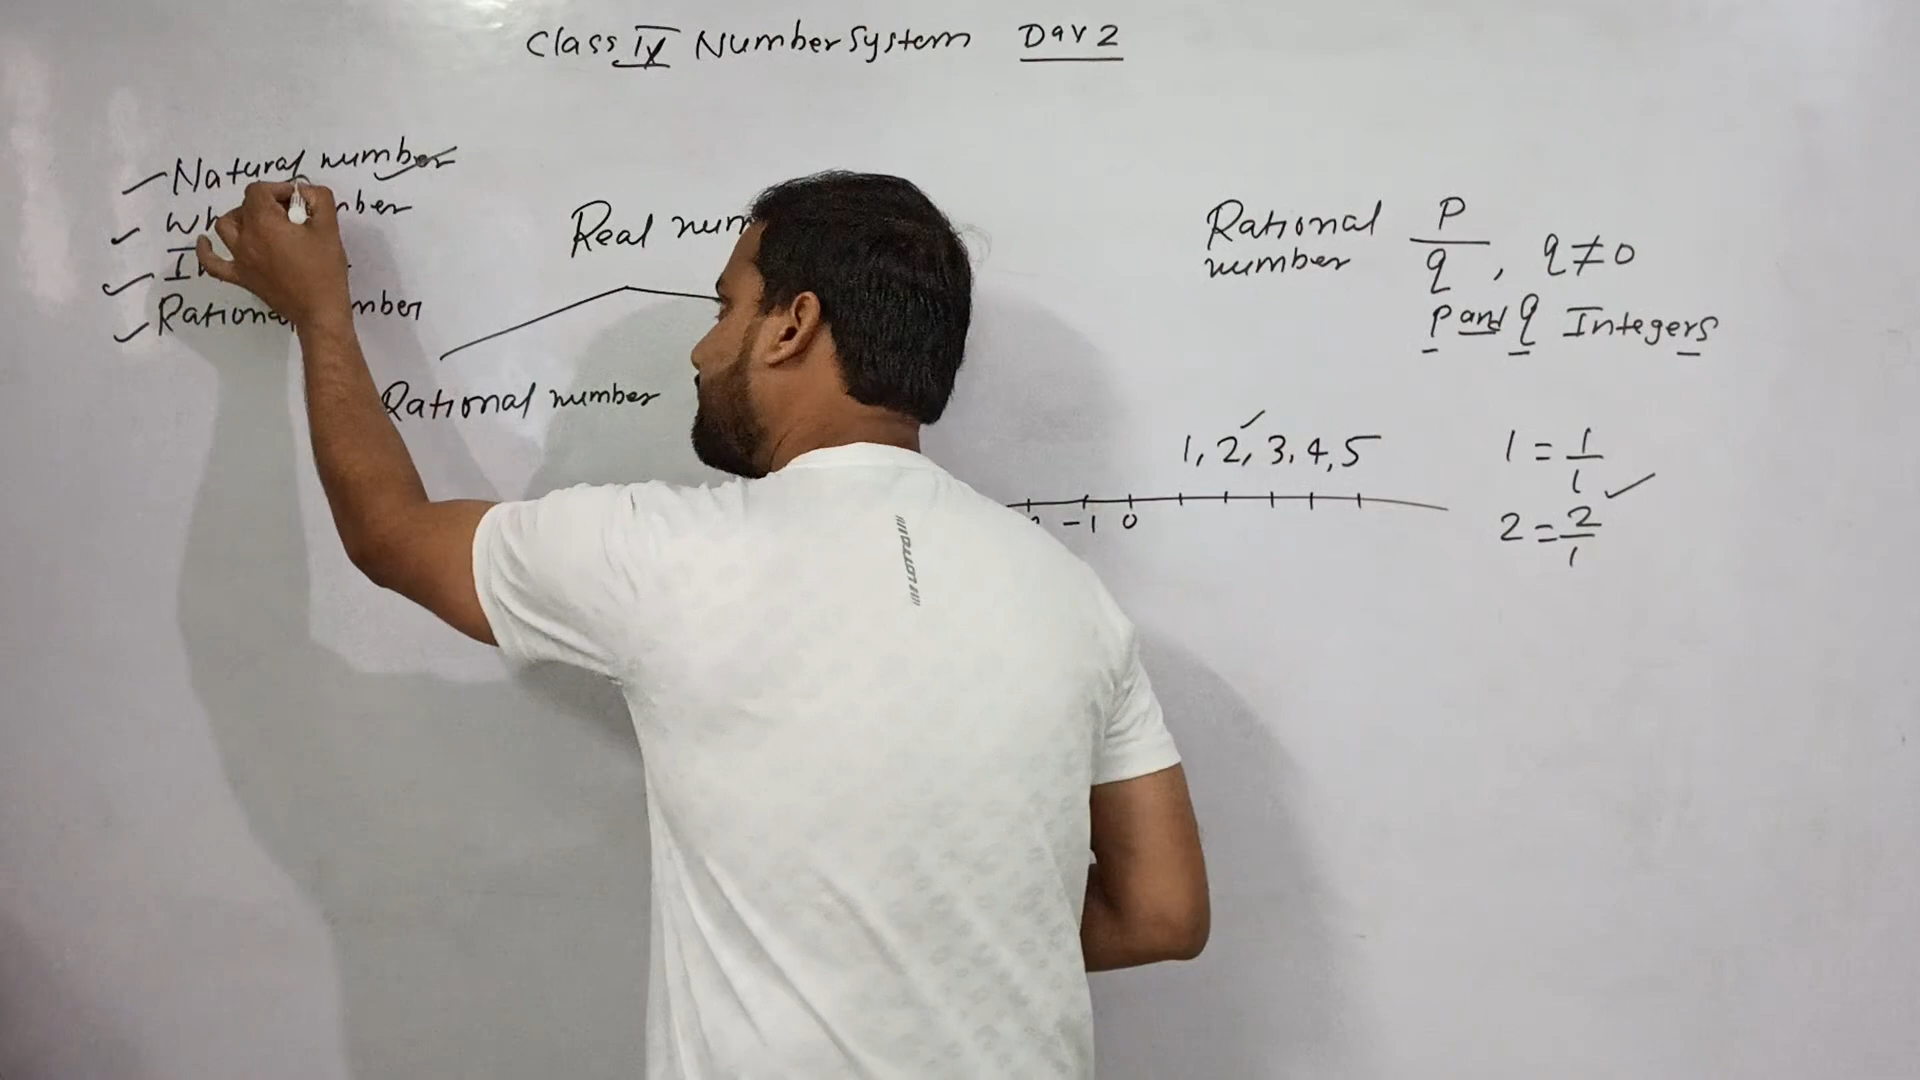 Class IX Number System Day 2
Natural number
Rational number
Real
Rational number
Rational number P/q, q≠0
P and q Integers
1, 2, 3, 4, 5
-1 0
1 = 1/1
2 = 2/1